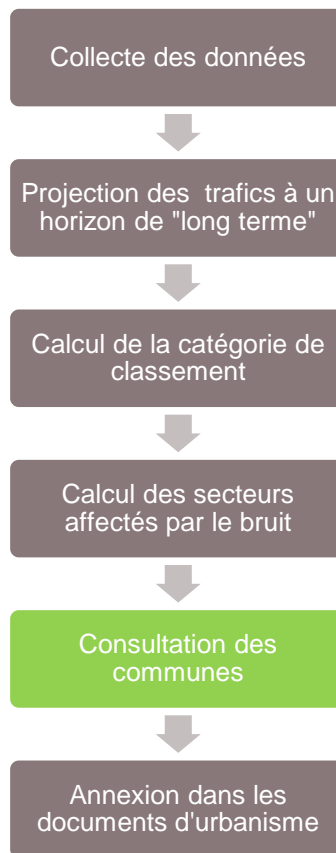 Collecte des données
Projection des trafics à un
horizon de "long terme"
Calcul de la catégorie de
classement
Calcul des secteurs
affectés par le bruit
Consultation des
communes
Annexion dans les
documents d'urbanisme